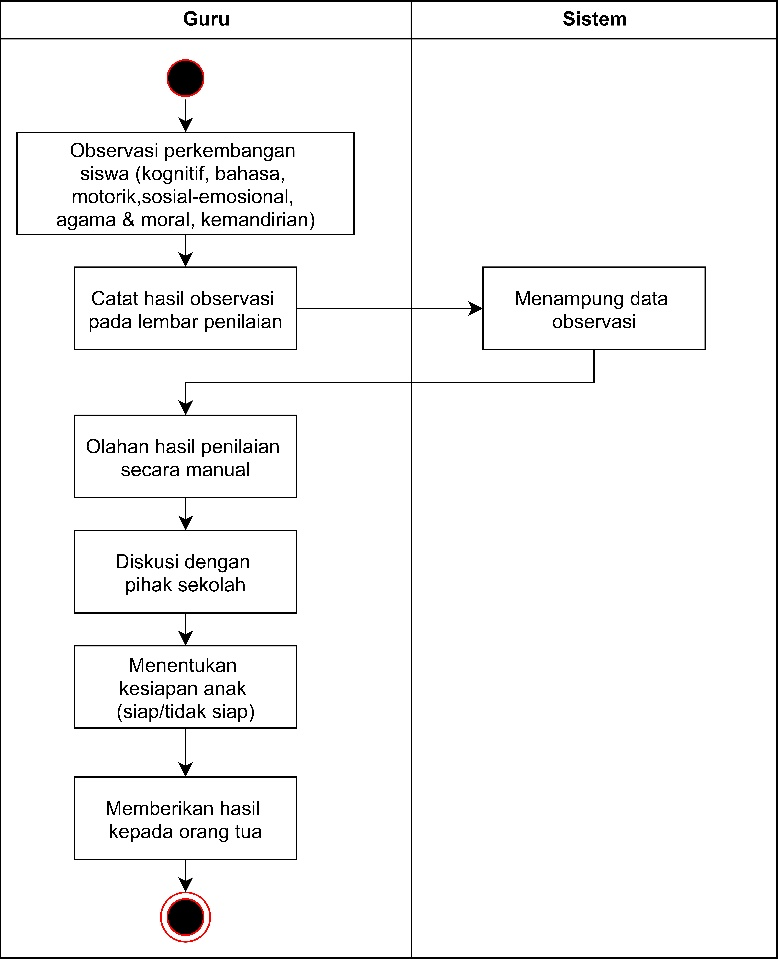 Guru
Sistem
Observasi perkembangan
siswa (kognitif, bahasa,
motorik,sosial-emosional,
agama & moral, kemandirian)
Catat hasil observasi
pada lembar penilaian
Menampung data
observasi
Olahan hasil penilaian
secara manual
Diskusi dengan
pihak sekolah
Menentukan
kesiapan anak
(siap/tidak siap)
Memberikan hasil
kepada orang tua